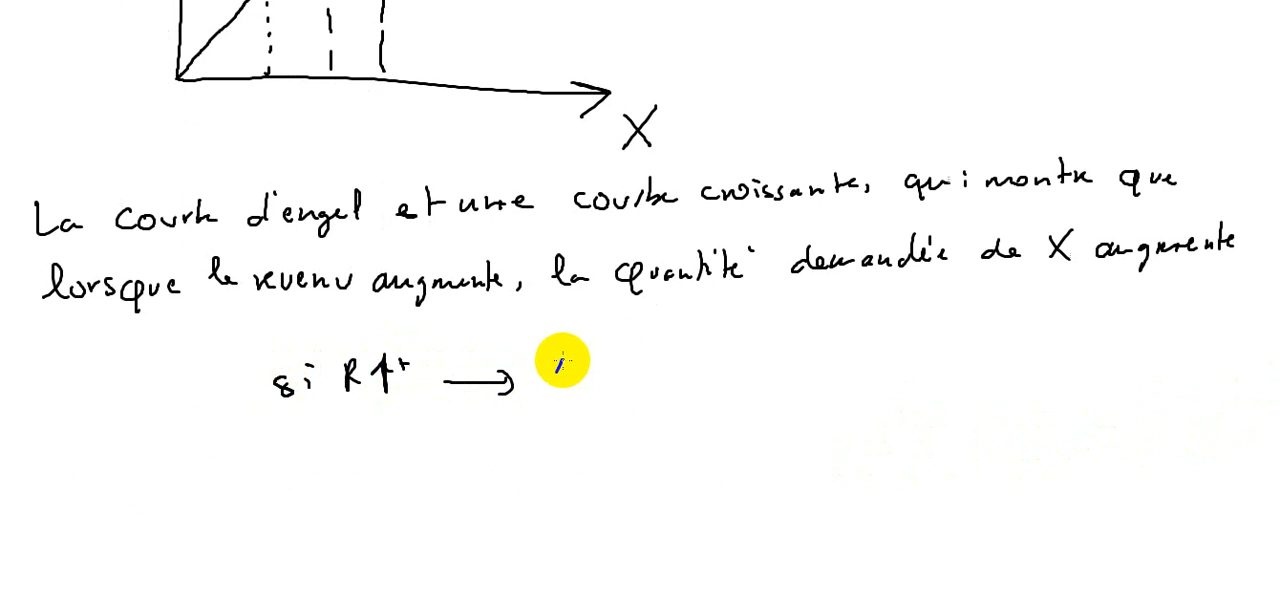 X
La courbe d'engel et une courbe croissante, qui montre que
lorsque le revenu augmente, la quantité demandée de X augmente
si R↑+ →